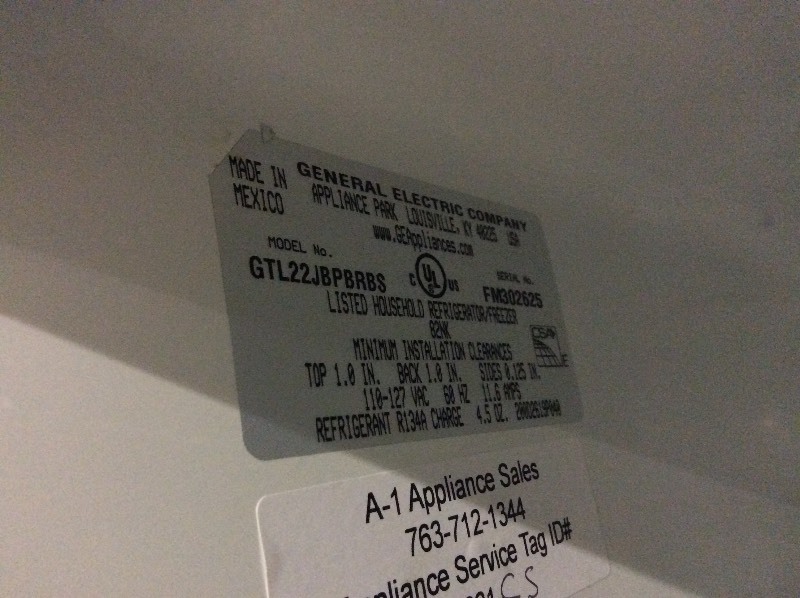 MADE IN
MEXICO
GENERAL ELECTRIC COMPANY
APPLIANCE PARK LOUISVILLE, KY 40225 USA
www.GEAppliances.com
MODEL No.
GTL22JBPBRBS
C UL US
SERIAL No.
FM302625
LISTED HOUSEHOLD REFRIGERATOR/FREEZER
82NK
MINIMUM INSTALLATION CLEARANCES
TOP 1.0 IN. BACK 1.0 IN. SIDES 0.125 IN.
110-127 VAC 60 HZ 11.6 AMPS
REFRIGERANT R134A CHARGE 4.5 OZ.
A-1 Appliance Sales
763-712-1344
Appliance Service Tag ID#
CS